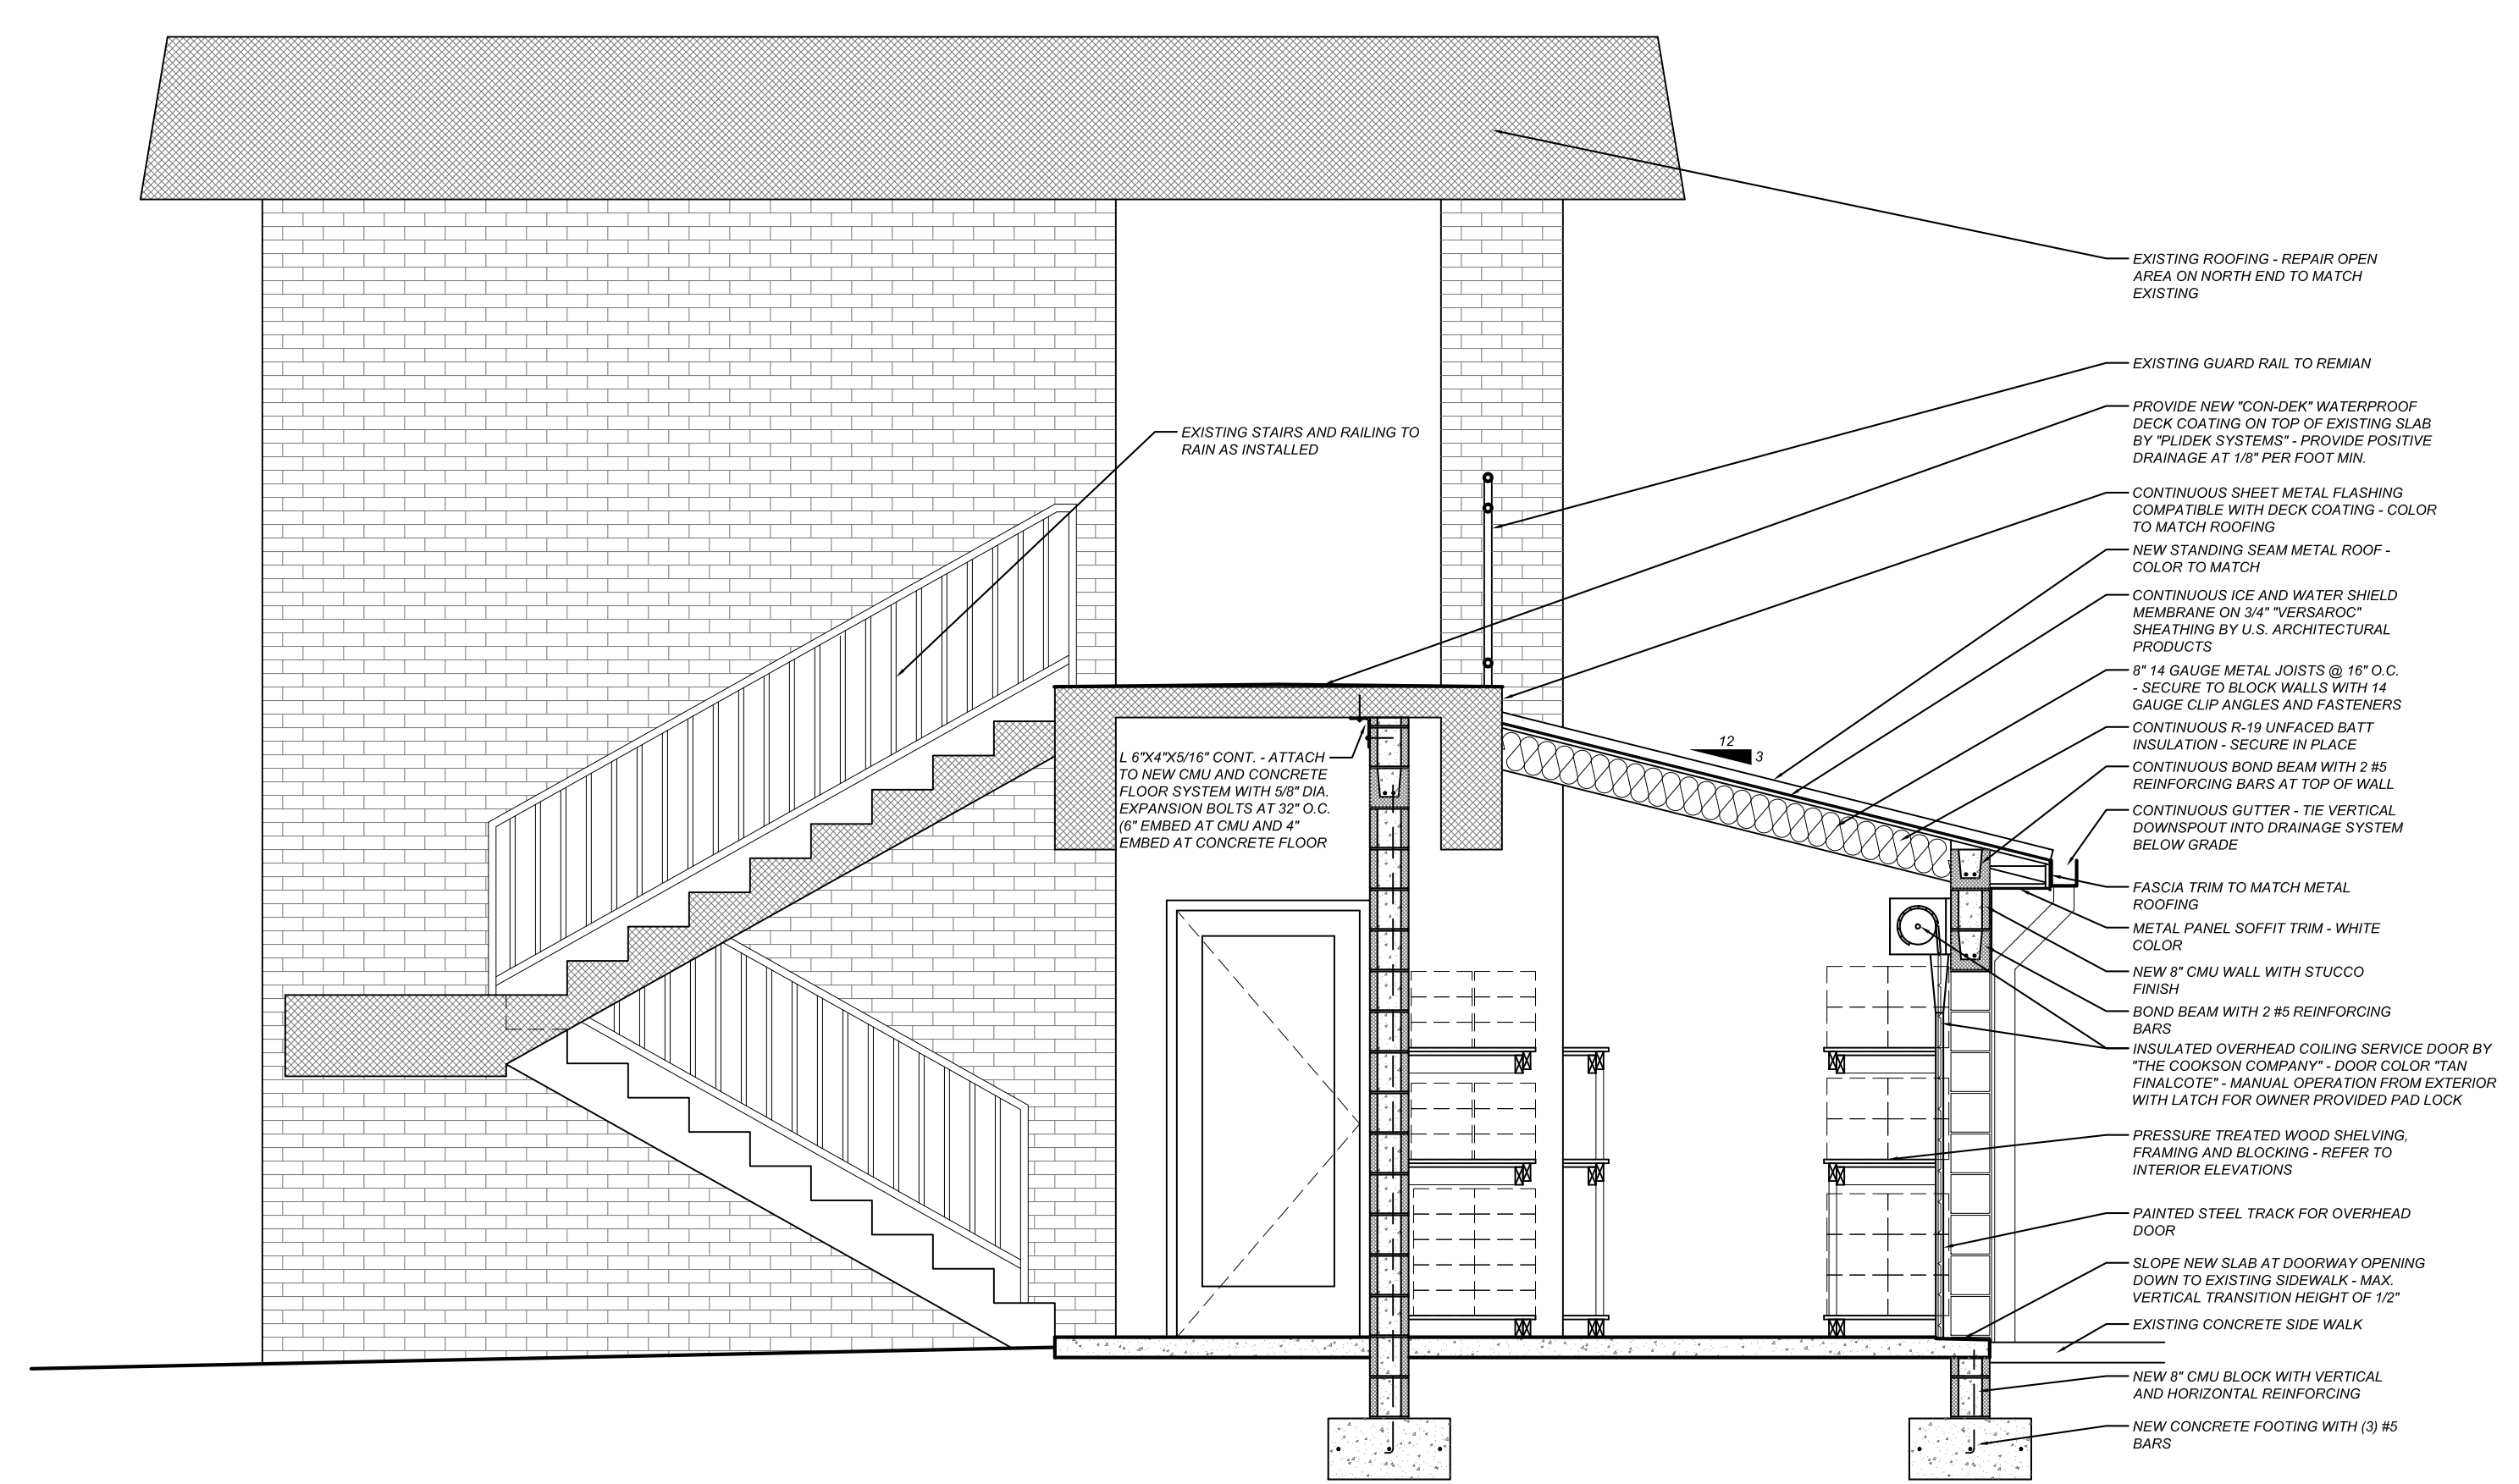 EXISTING ROOFING - REPAIR OPEN
AREA ON NORTH END TO MATCH
EXISTING
EXISTING GUARD RAIL TO REMIAN
PROVIDE NEW "CON-DEK" WATERPROOF
DECK COATING ON TOP OF EXISTING SLAB
BY "PLIDEK SYSTEMS" - PROVIDE POSITIVE
DRAINAGE AT 1/8" PER FOOT MIN.
EXISTING STAIRS AND RAILING TO
RAIN AS INSTALLED
CONTINUOUS SHEET METAL FLASHING
COMPATIBLE WITH DECK COATING - COLOR
TO MATCH ROOFING
NEW STANDING SEAM METAL ROOF -
COLOR TO MATCH
CONTINUOUS ICE AND WATER SHIELD
MEMBRANE ON 3/4" "VERSAROC"
SHEATHING BY U.S. ARCHITECTURAL
PRODUCTS
8" 14 GAUGE METAL JOISTS @ 16" O.C.
- SECURE TO BLOCK WALLS WITH 14
GAUGE CLIP ANGLES AND FASTENERS
CONTINUOUS R-19 UNFACED BATT
INSULATION - SECURE IN PLACE
12
3
L 6"X4"X5/16" CONT. - ATTACH
TO NEW CMU AND CONCRETE
FLOOR SYSTEM WITH 5/8" DIA.
EXPANSION BOLTS AT 32" O.C.
(6" EMBED AT CMU AND 4"
EMBED AT CONCRETE FLOOR
CONTINUOUS BOND BEAM WITH 2 #5
REINFORCING BARS AT TOP OF WALL
CONTINUOUS GUTTER - TIE VERTICAL
DOWNSPOUT INTO DRAINAGE SYSTEM
BELOW GRADE
FASCIA TRIM TO MATCH METAL
ROOFING
METAL PANEL SOFFIT TRIM - WHITE
COLOR
NEW 8" CMU WALL WITH STUCCO
FINISH
BOND BEAM WITH 2 #5 REINFORCING
BARS
INSULATED OVERHEAD COILING SERVICE DOOR BY
"THE COOKSON COMPANY" - DOOR COLOR "TAN
FINALCOTE" - MANUAL OPERATION FROM EXTERIOR
WITH LATCH FOR OWNER PROVIDED PAD LOCK
PRESSURE TREATED WOOD SHELVING,
FRAMING AND BLOCKING - REFER TO
INTERIOR ELEVATIONS
PAINTED STEEL TRACK FOR OVERHEAD
DOOR
SLOPE NEW SLAB AT DOORWAY OPENING
DOWN TO EXISTING SIDEWALK - MAX.
VERTICAL TRANSITION HEIGHT OF 1/2"
EXISTING CONCRETE SIDE WALK
NEW 8" CMU BLOCK WITH VERTICAL
AND HORIZONTAL REINFORCING
NEW CONCRETE FOOTING WITH (3) #5
BARS